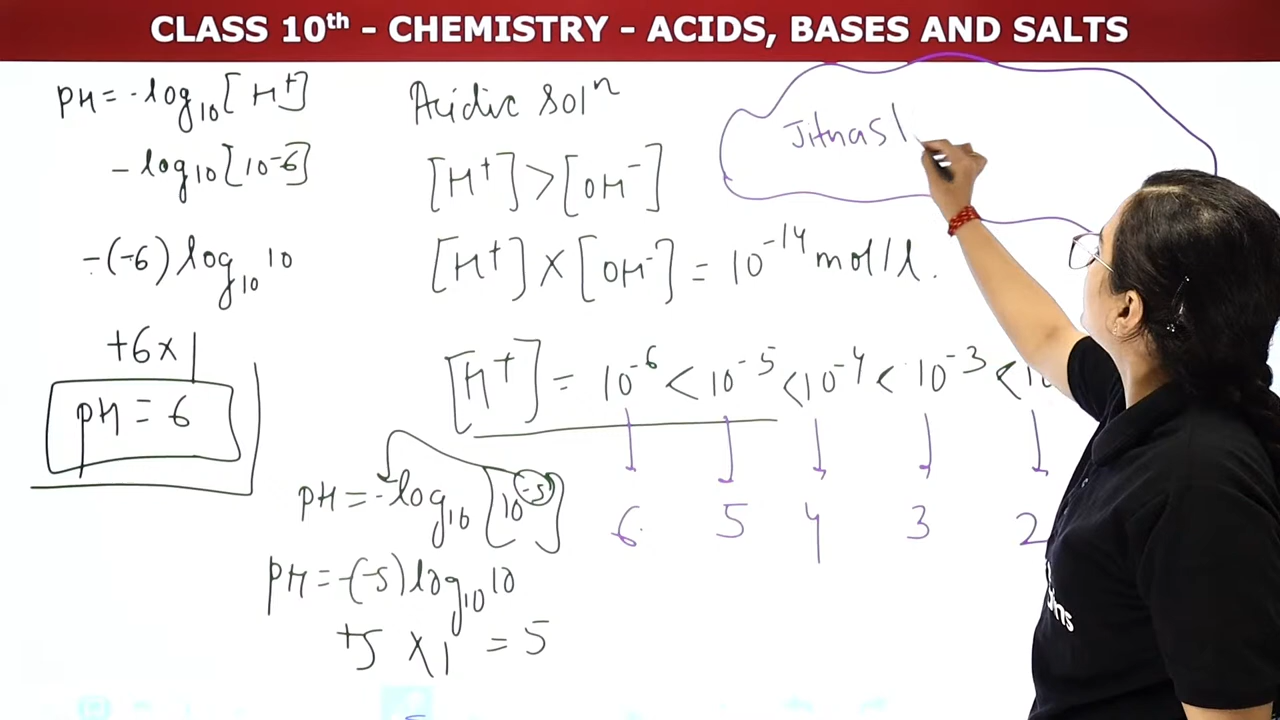 CLASS 10th - CHEMISTRY - ACIDS, BASES AND SALTS
pH = -log10[H+]
- log10[10-6]
-(-6) log10 10
+6 x 1
pH = 6
Acidic Soln
[H+] > [OH-]
[H+] x [OH-] = 10-14 mol/l.
[H+] = 10-6 < 10-5 < 10-4 < 10-3 < 10
6 5 4 3 2
pH = -log10 [10-5]
pH = -(-5) log10 10
+5 x 1 = 5
Jitnas